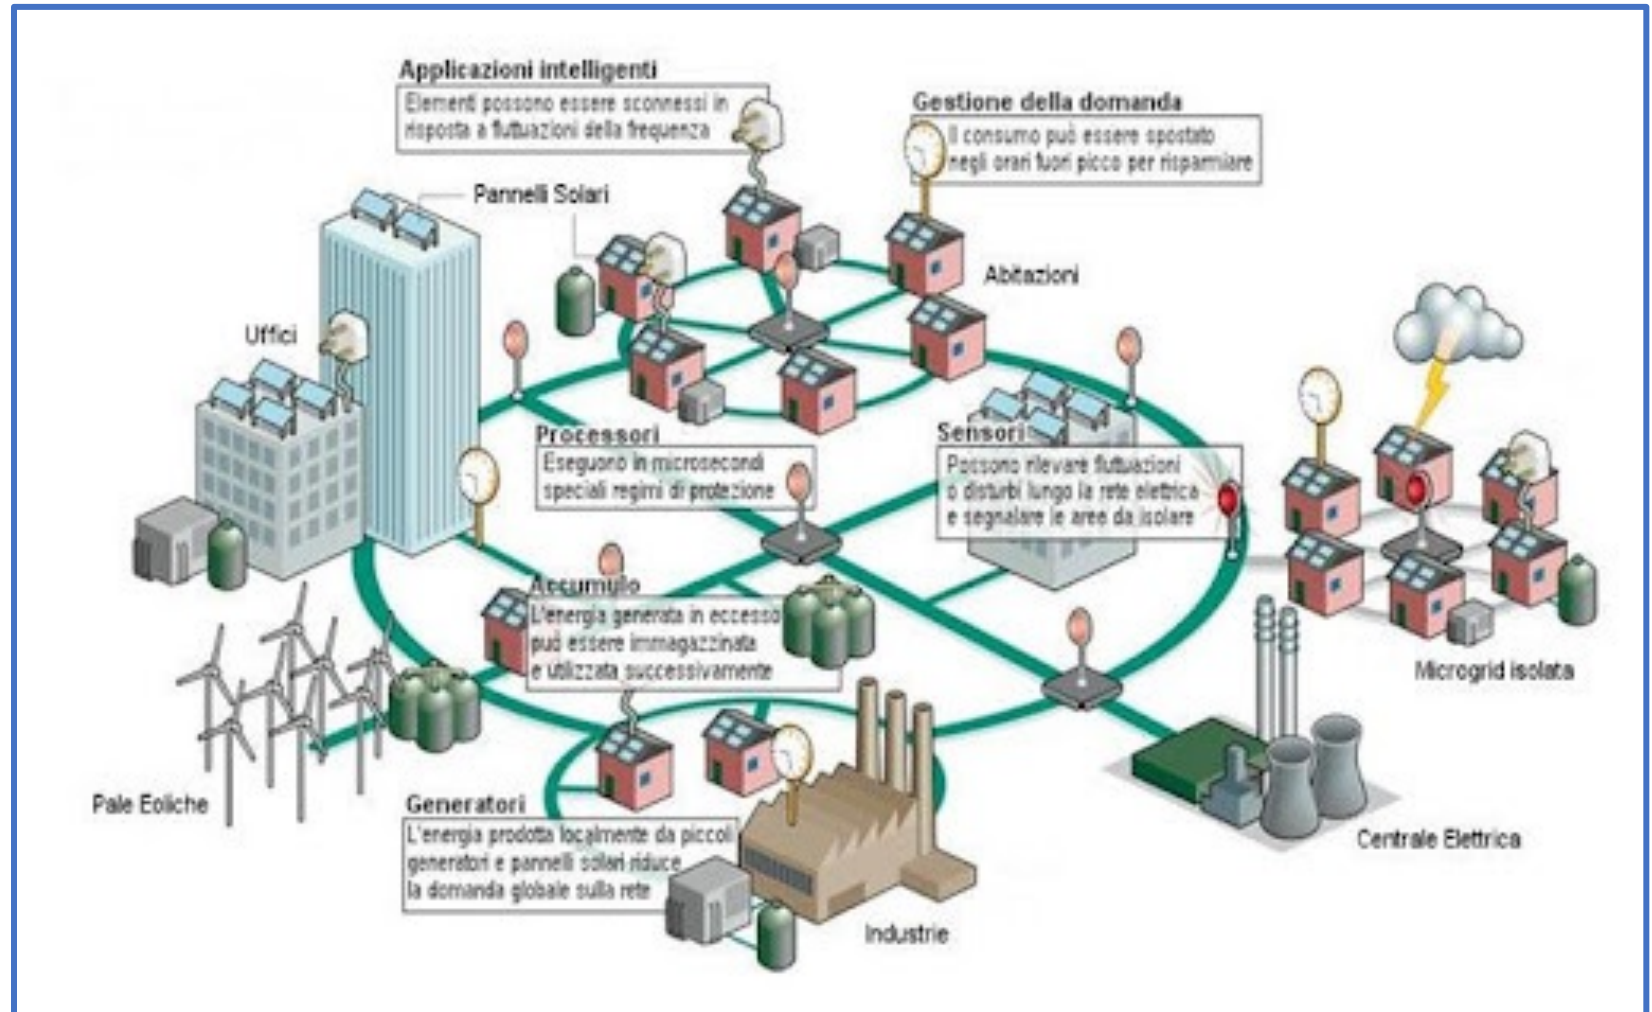 Applicazioni intelligenti
Elementi possono essere sconnessi in
risposta a fluttuazioni della frequenza
Gestione della domanda
Il consumo può essere spostato
negli orari fuori picco per risparmiare
Pannelli Solari
Abitazioni
Uffici
Processori
Eseguono in microsecondi
speciali regimi di protezione
Sensori
Possono rilevare fluttuazioni
o disturbi lungo la rete elettrica
e segnalare le aree da isolare
Accumulo
L'energia generata in eccesso
può essere immagazzinata
e utilizzata successivamente
Microgrid isolata
Pale Eoliche
Generatori
L'energia prodotta localmente da piccoli
generatori e pannelli solari riduce
la domanda globale sulla rete
Centrale Elettrica
Industrie